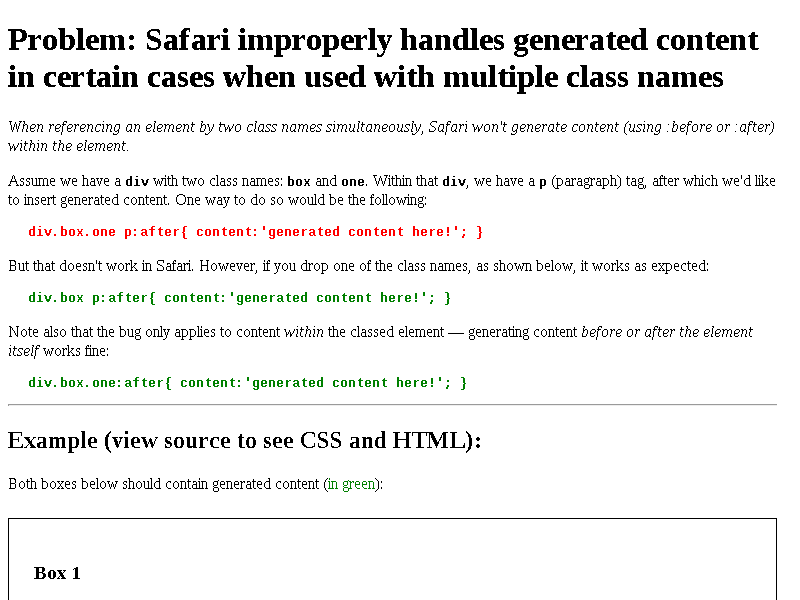 Problem: Safari improperly handles generated content
in certain cases when used with multiple class names
When referencing an element by two class names simultaneously, Safari won't generate content (using :before or :after)
within the element.
Assume we have a div with two class names: box and one. Within that div, we have a p (paragraph) tag, after which we'd like
to insert generated content. One way to do so would be the following:
div.box.one p:after{ content:'generated content here!'; }
But that doesn't work in Safari. However, if you drop one of the class names, as shown below, it works as expected:
div.box p:after{ content:'generated content here!'; }
Note also that the bug only applies to content within the classed element — generating content before or after the element
itself works fine:
div.box.one:after{ content:'generated content here!'; }
Example (view source to see CSS and HTML):
Both boxes below should contain generated content (in green):
Box 1